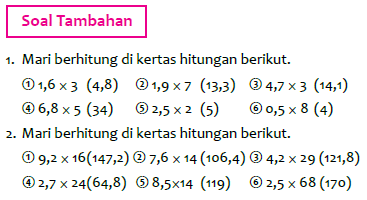 Soal Tambahan
1. Mari berhitung di kertas hitungan berikut.
① 1,6 × 3 (4,8) ② 1,9 × 7 (13,3) ③ 4,7 × 3 (14,1)
④ 6,8 × 5 (34) ⑤ 2,5 × 2 (5) ⑥ 0,5 × 8 (4)
2. Mari berhitung di kertas hitungan berikut.
① 9,2 × 16(147,2) ② 7,6 × 14 (106,4) ③ 4,2 × 29 (121,8)
④ 2,7 × 24(64,8) ⑤ 8,5×14 (119) ⑥ 2,5 × 68 (170)